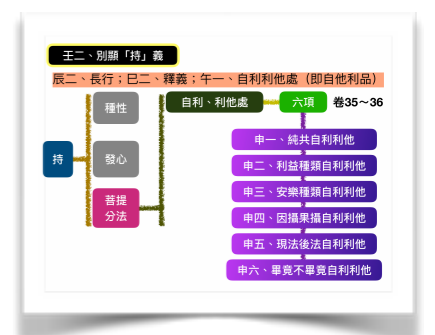 壬二、別顯「持」義
辰二、長行；巳二、釋義；午一、自利利他處（即自他利品）
持
種性
發心
菩提
分法
自利、利他處
六項
卷35～36
申一、純共自利利他
申二、利益種類自利利他
申三、安樂種類自利利他
申四、因攝果攝自利利他
申五、現法後法自利利他
申六、畢竟不畢竟自利利他